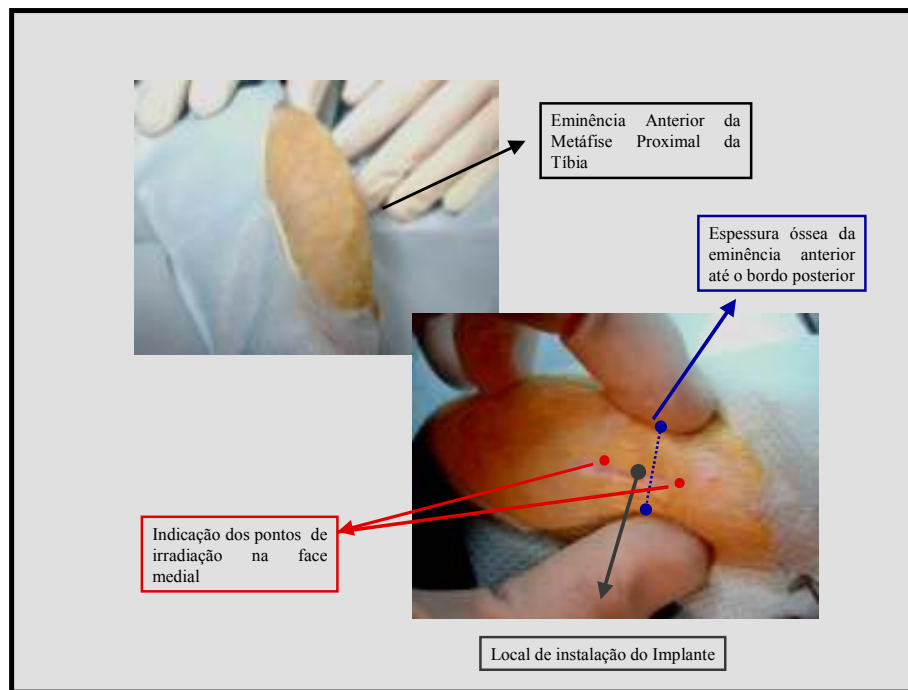 Eminência Anterior da
Metáfise Proximal da
Tíbia
Espessura óssea da
eminência anterior
até o bordo posterior
Indicação dos pontos de
irradiação na face
medial
Local de instalação do Implante